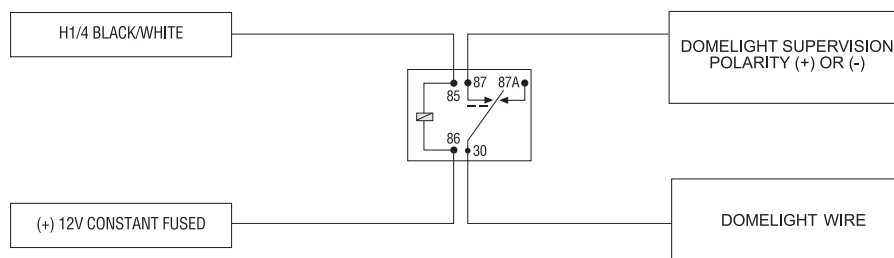 H1/4 BLACK/WHITE
DOMELIGHT SUPERVISION
POLARITY (+) OR (-)
87 87A
85
86
30
(+) 12V CONSTANT FUSED
DOMELIGHT WIRE